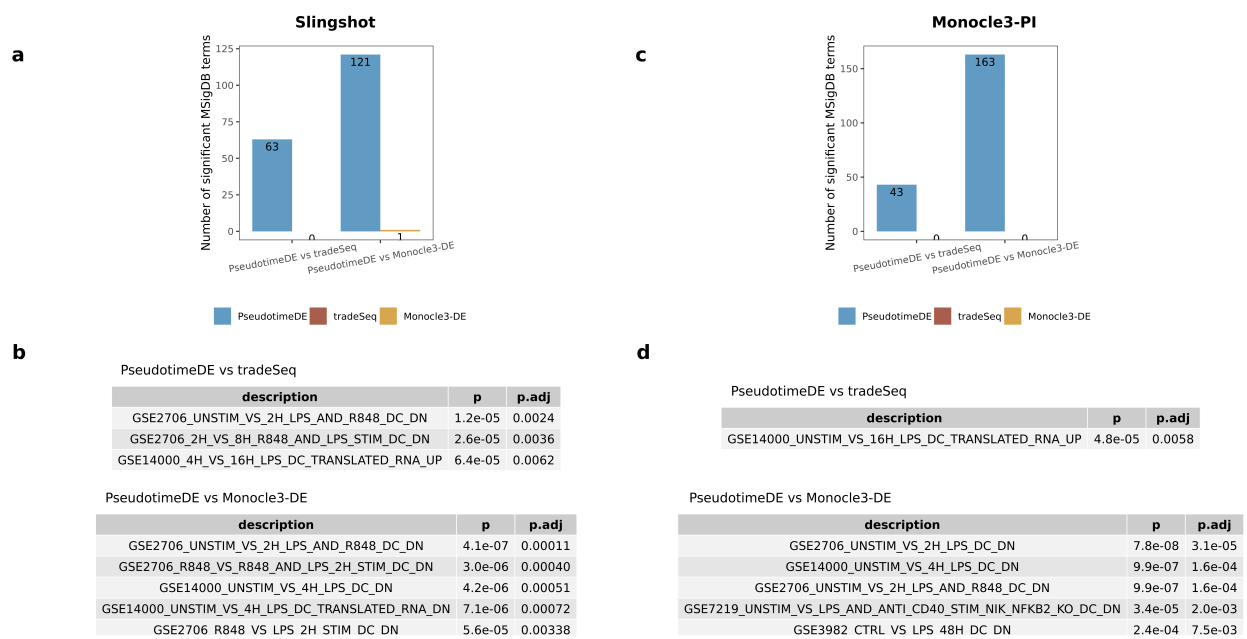 Slingshot
a
Number of significant MSigDB terms
125
100
75
50
25
0
63
0
121
1
PseudotimeDE vs tradeSeq
PseudotimeDE vs Monocle3-DE
PseudotimeDE tradeSeq Monocle3-DE
Monocle3-PI
c
Number of significant MSigDB terms
150
100
50
0
43
0
163
0
PseudotimeDE vs tradeSeq
PseudotimeDE vs Monocle3-DE
PseudotimeDE tradeSeq Monocle3-DE
b
PseudotimeDE vs tradeSeq
description p p.adj
GSE2706_UNSTIM_VS_2H_LPS_AND_R848_DC_DN 1.2e-05 0.0024
GSE2706_2H_VS_8H_R848_AND_LPS_STIM_DC_DN 2.6e-05 0.0036
GSE14000_4H_VS_16H_LPS_DC_TRANSLATED_RNA_UP 6.4e-05 0.0062
PseudotimeDE vs Monocle3-DE
description p p.adj
GSE2706_UNSTIM_VS_2H_LPS_AND_R848_DC_DN 4.1e-07 0.00011
GSE2706_R848_VS_R848_AND_LPS_2H_STIM_DC_DN 3.0e-06 0.00040
GSE14000_UNSTIM_VS_4H_LPS_DC_DN 4.2e-06 0.00051
GSE14000_UNSTIM_VS_4H_LPS_DC_TRANSLATED_RNA_DN 7.1e-06 0.00072
GSE2706_R848_VS_LPS_2H_STIM_DC_DN 5.6e-05 0.00338
d
PseudotimeDE vs tradeSeq
description p p.adj
GSE14000_UNSTIM_VS_16H_LPS_DC_TRANSLATED_RNA_UP 4.8e-05 0.0058
PseudotimeDE vs Monocle3-DE
description p p.adj
GSE2706_UNSTIM_VS_2H_LPS_DC_DN 7.8e-08 3.1e-05
GSE14000_UNSTIM_VS_4H_LPS_DC_DN 9.9e-07 1.6e-04
GSE2706_UNSTIM_VS_2H_LPS_AND_R848_DC_DN 9.9e-07 1.6e-04
GSE7219_UNSTIM_VS_LPS_AND_ANTI_CD40_STIM_NIK_NFKB2_KO_DC_DN 3.4e-05 2.0e-03
GSE3982_CTRL_VS_LPS_48H_DC_DN 2.4e-04 7.5e-03